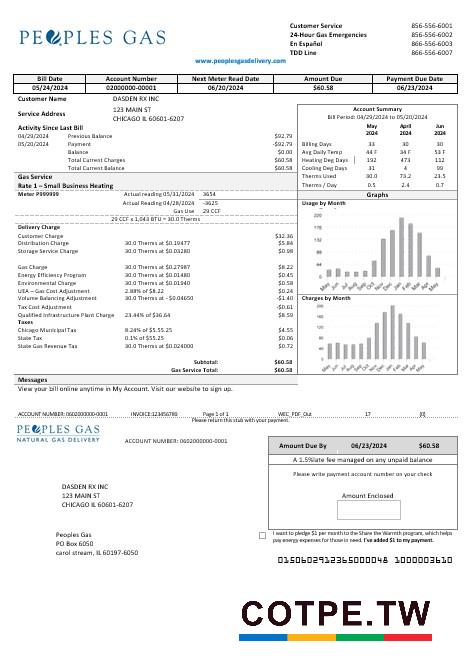 PEOPLES GAS
Customer Service 856-556-6001
24-Hour Gas Emergencies 866-556-6002
En Español 866-556-6003
TDD Line 866-556-6007
www.peoplesgasdelivery.com
Bill Date Account Number Next Meter Read Date Amount Due Payment Due Date
05/24/2024 02000000-00001 06/20/2024 $60.58 06/23/2024
Customer Name DASDEN RX INC
Service Address 123 MAIN ST
CHICAGO IL 60601-6207
Activity Since Last Bill
04/29/2024 Previous Balance $92.79
05/20/2024 Payment -$92.79
Balance $0.00
Total Current Charges $60.58
Total Current Balance $60.58
Gas Service
Rate 1 – Small Business Heating
Meter P999999 Actual reading 05/31/2024 3654
Actual Reading 04/28/2024 -3625
Gas Use 29 CCF
29 CCF x 1,043 BTU = 30.0 Therms
Delivery Charge
Customer Charge $32.36
Distribution Charge 30.0 Therms at $0.19477 $5.84
Storage Service Charge 30.0 Therms at $0.03280 $0.98
Gas Charge 30.0 Therms at $0.27987 $8.22
Energy Efficiency Program 30.0 Therms at $0.01480 $0.45
Environmental Charge 30.0 Therms at $0.01940 $0.58
UEA – Gas Cost Adjustment 2.88% of $8.22 $0.24
Volume Balancing Adjustment 30.0 Therms at -$0.04650 -$1.40
Tax Cost Adjustment -$0.61
Qualified Infrastructure Plant Charge 23.44% of $36.64 $8.59
Taxes
Chicago Municipal Tax 8.24% of $5.55.25 $4.55
State Tax 0.1% of $55.25 $0.06
State Gas Revenue Tax 30.0 Therms at $0.024000 $0.72
Subtotal: $60.58
Gas Service Total: $60.58
Account Summary
Bill Period: 04/29/2024 to 05/20/2024
May 2024 April 2024 Jun 2024
Billing Days 33 30 30
Avg Daily Temp 44 F 34 F 53 F
Heating Deg Days 192 473 112
Cooling Deg Days 31 4 99
Therms Used 30.0 73.2 23.5
Therms / Day 0.5 2.4 0.7
Graphs
Usage by Month
200
150
100
50
0
May Jun Jul Aug Sep Oct Nov Dec Jan Feb Mar Apr May
Charges by Month
200
150
100
50
0
May Jun Jul Aug Sep Oct Nov Dec Jan Feb Mar Apr May
Messages
View your bill online anytime in My Account. Visit our website to sign up.
ACCOUNT NUMBER: 0602000000-0001 INVOICE:123456789 Page 1 of 1 WEC_PDF_Out 17 (0)
Please return this stub with your payment.
PEOPLES GAS
NATURAL GAS DELIVERY
ACCOUNT NUMBER: 0602000000-0001
Amount Due By 06/23/2024 $60.58
A 1.5%late fee managed on any unpaid balance
Please write payment account number on your check
Amount Enclosed
DASDEN RX INC
123 MAIN ST
CHICAGO IL 60601-6207
Peoples Gas
PO Box 6050
carol stream, IL 60197-6050
I want to pledge $1 per month to the Share the Warmth program, which helps
pay energy expenses for those in need. I've added $1 to my payment.
01506029123650000048 1000003610
COTPE.TW